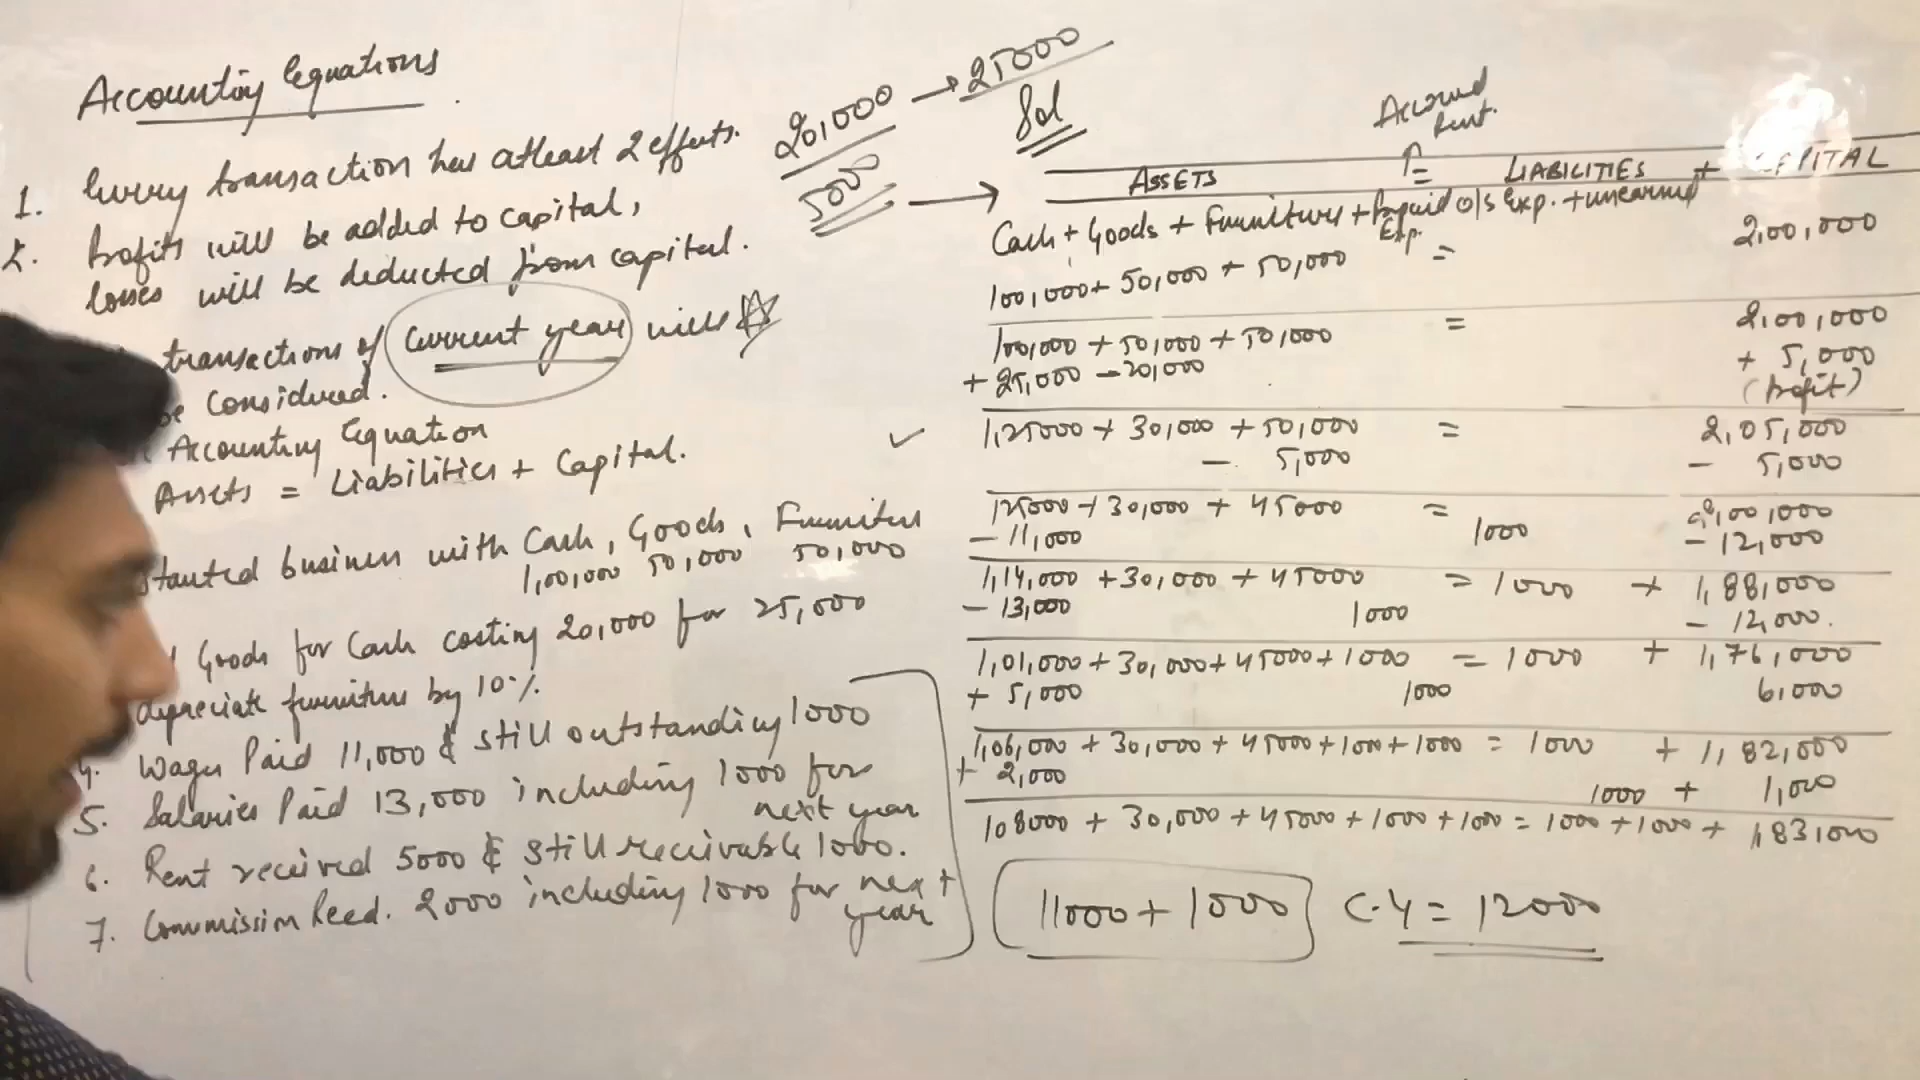 Accounting Equations
1. Every transaction has atleast 2 effects.
2. Profits will be added to capital,
losses will be deducted from capital.
transactions of current year will
be considered.
Accounting Equation
Assets = Liabilities + Capital.
Started business with Cash, Goods, Furniture
1,00,000 50,000 50,000
Goods for Cash costing 20,000 for 25,000
depreciate furniture by 10%.
4. Wages Paid 11,000 & still outstanding 1000
5. Salaries Paid 13,000 including 1000 for
next year
6. Rent received 5000 & still receivable 1000.
7. Commission Recd. 2000 including 1000 for next
year
20,000 → 25000
5000 →
Sol
Accrued
Rent.
ASSETS = LIABILITIES + CAPITAL
Cash + Goods + Furniture + Prepaid o/s Exp. + unearned
Exp.
2,00,000
100,000 + 50,000 + 50,000 =
100,000 + 50,000 + 50,000 = 2,00,000
+ 25,000 - 20,000 + 5,000
(Profit)
1,25000 + 30,000 + 50,000 = 2,05,000
- 5,000 - 5,000
125000 + 30,000 + 45000 = 2,00,000
- 11,000 1000 - 12,000
1,14,000 + 30,000 + 45000 = 1000 + 1,88,000
- 13,000 1000 - 12,000.
1,01,000 + 30,000 + 45000 + 1000 = 1000 + 1,76,000
+ 5,000 1000 6,000
1,06,000 + 30,000 + 45000 + 1000 + 1000 = 1000 + 1,82,000
+ 2,000 1000 + 1,000
108000 + 30,000 + 45000 + 1000 + 1000 = 1000 + 1000 + 1,83,000
11000 + 1000 C.Y = 12000